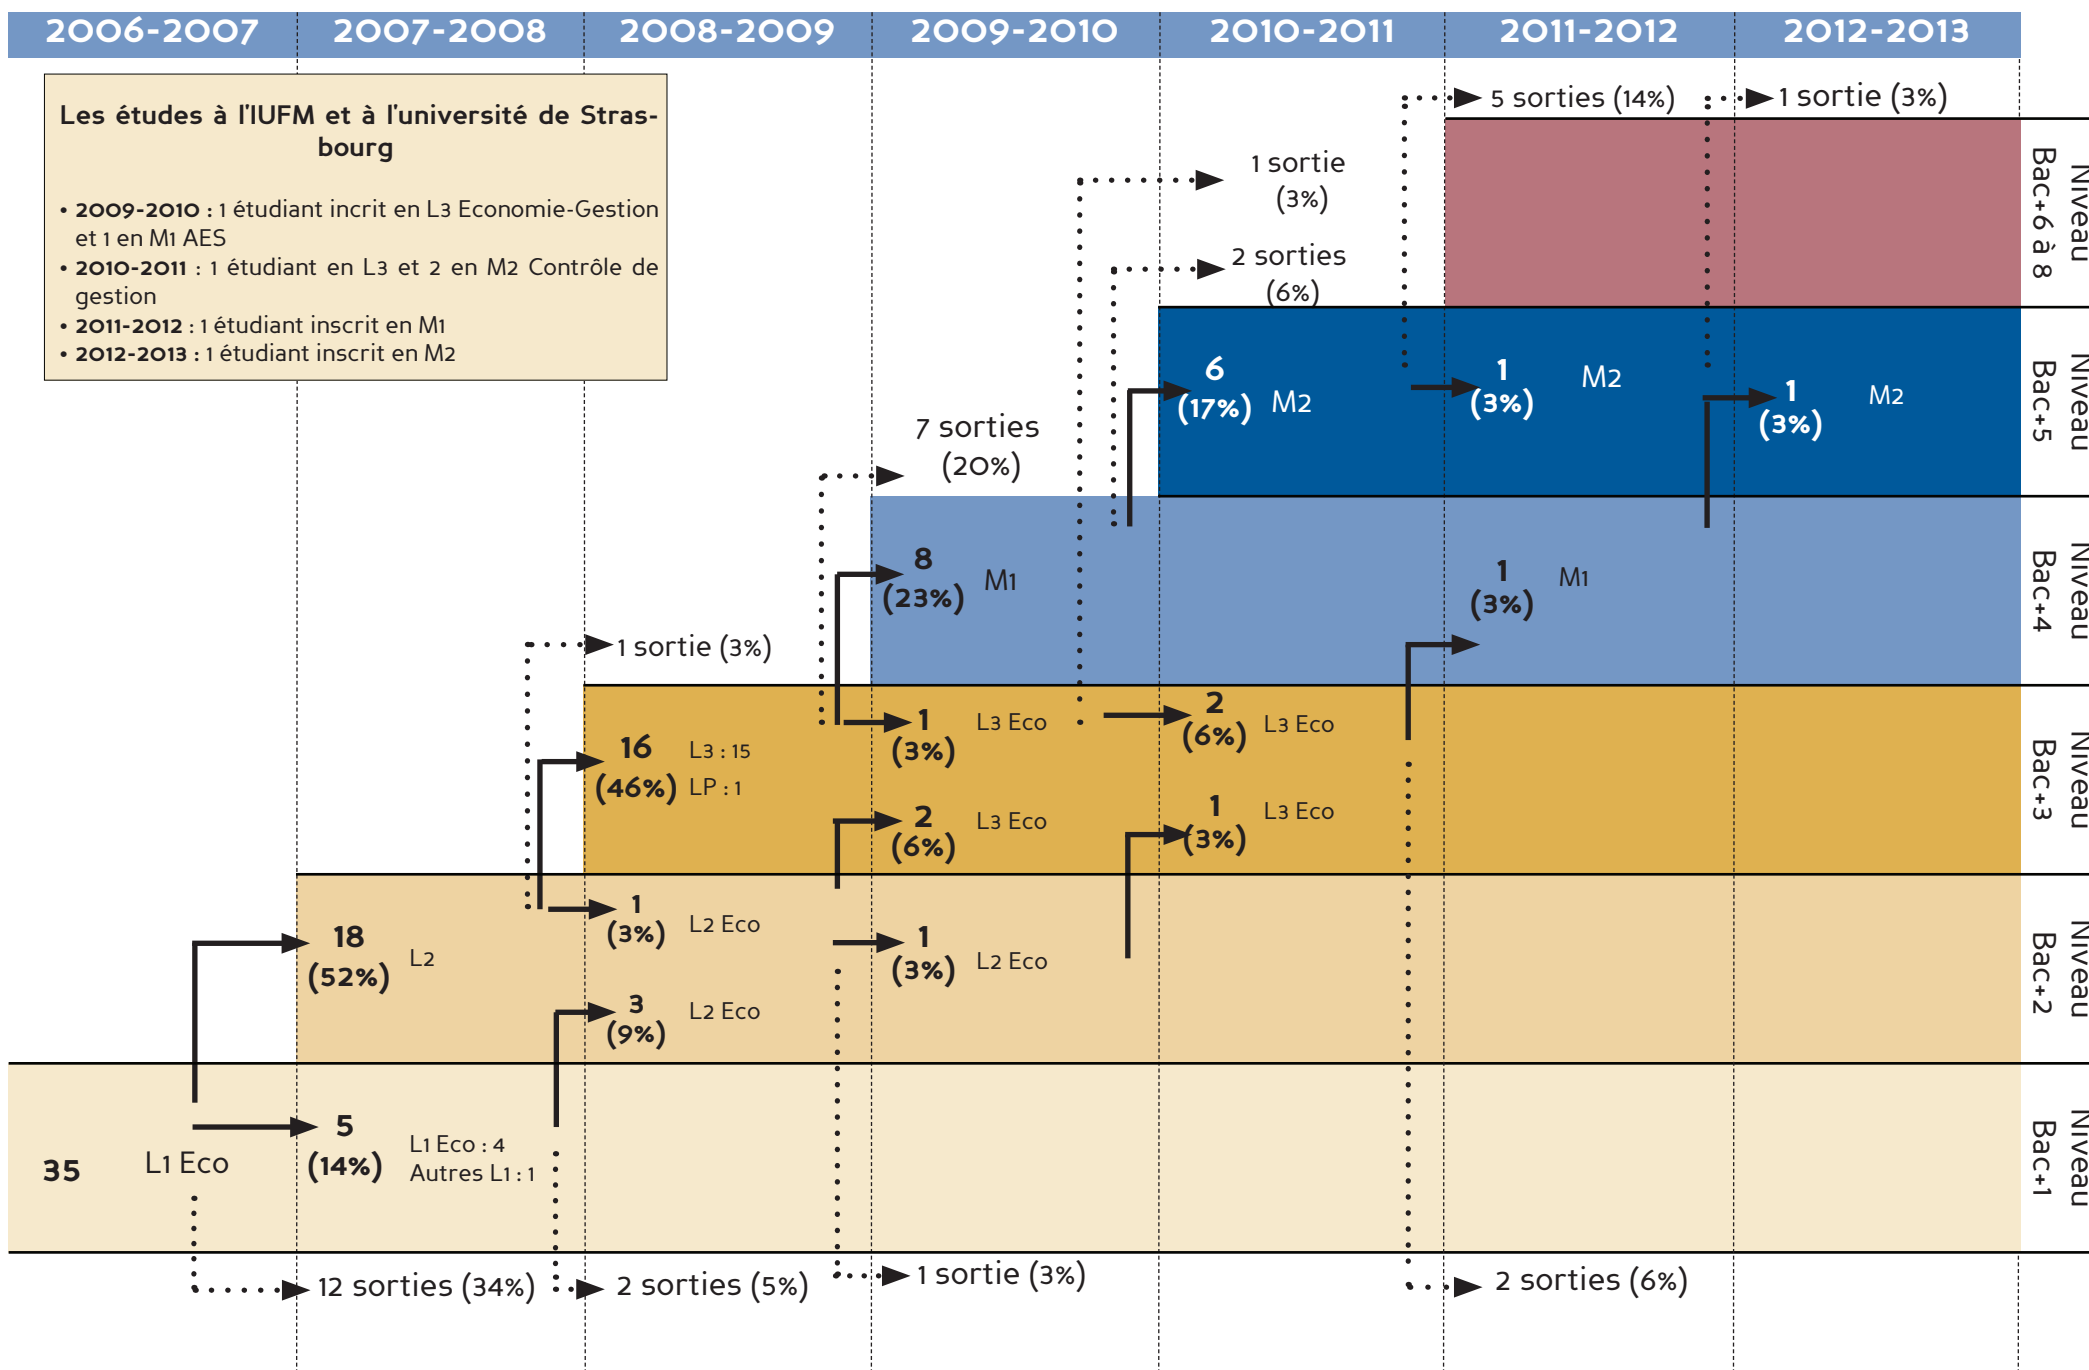 2006-2007 2007-2008 2008-2009 2009-2010 2010-2011 2011-2012 2012-2013
Les études à l'IUFM et à l'université de Stras-
bourg
• 2009-2010 : 1 étudiant incrit en L3 Economie-Gestion
et 1 en M1 AES
• 2010-2011 : 1 étudiant en L3 et 2 en M2 Contrôle de
gestion
• 2011-2012 : 1 étudiant inscrit en M1
• 2012-2013 : 1 étudiant inscrit en M2
5 sorties (14%)
1 sortie (3%)
1 sortie
(3%)
2 sorties
(6%)
Niveau
Bac+6 à 8
6
(17%)
M2
1
(3%)
M2
1
(3%)
M2
Niveau
Bac+5
7 sorties
(20%)
8
(23%)
M1
1
(3%)
M1
Niveau
Bac+4
1 sortie (3%)
16
(46%)
L3 : 15
LP : 1
1
(3%)
L3 Eco
2
(6%)
L3 Eco
2
(6%)
L3 Eco
1
(3%)
L3 Eco
Niveau
Bac+3
18
(52%)
L2
1
(3%)
L2 Eco
3
(9%)
L2 Eco
1
(3%)
L2 Eco
Niveau
Bac+2
35
L1 Eco
5
(14%)
L1 Eco : 4
Autres L1 : 1
Niveau
Bac+1
12 sorties (34%)
2 sorties (5%)
1 sortie (3%)
2 sorties (6%)